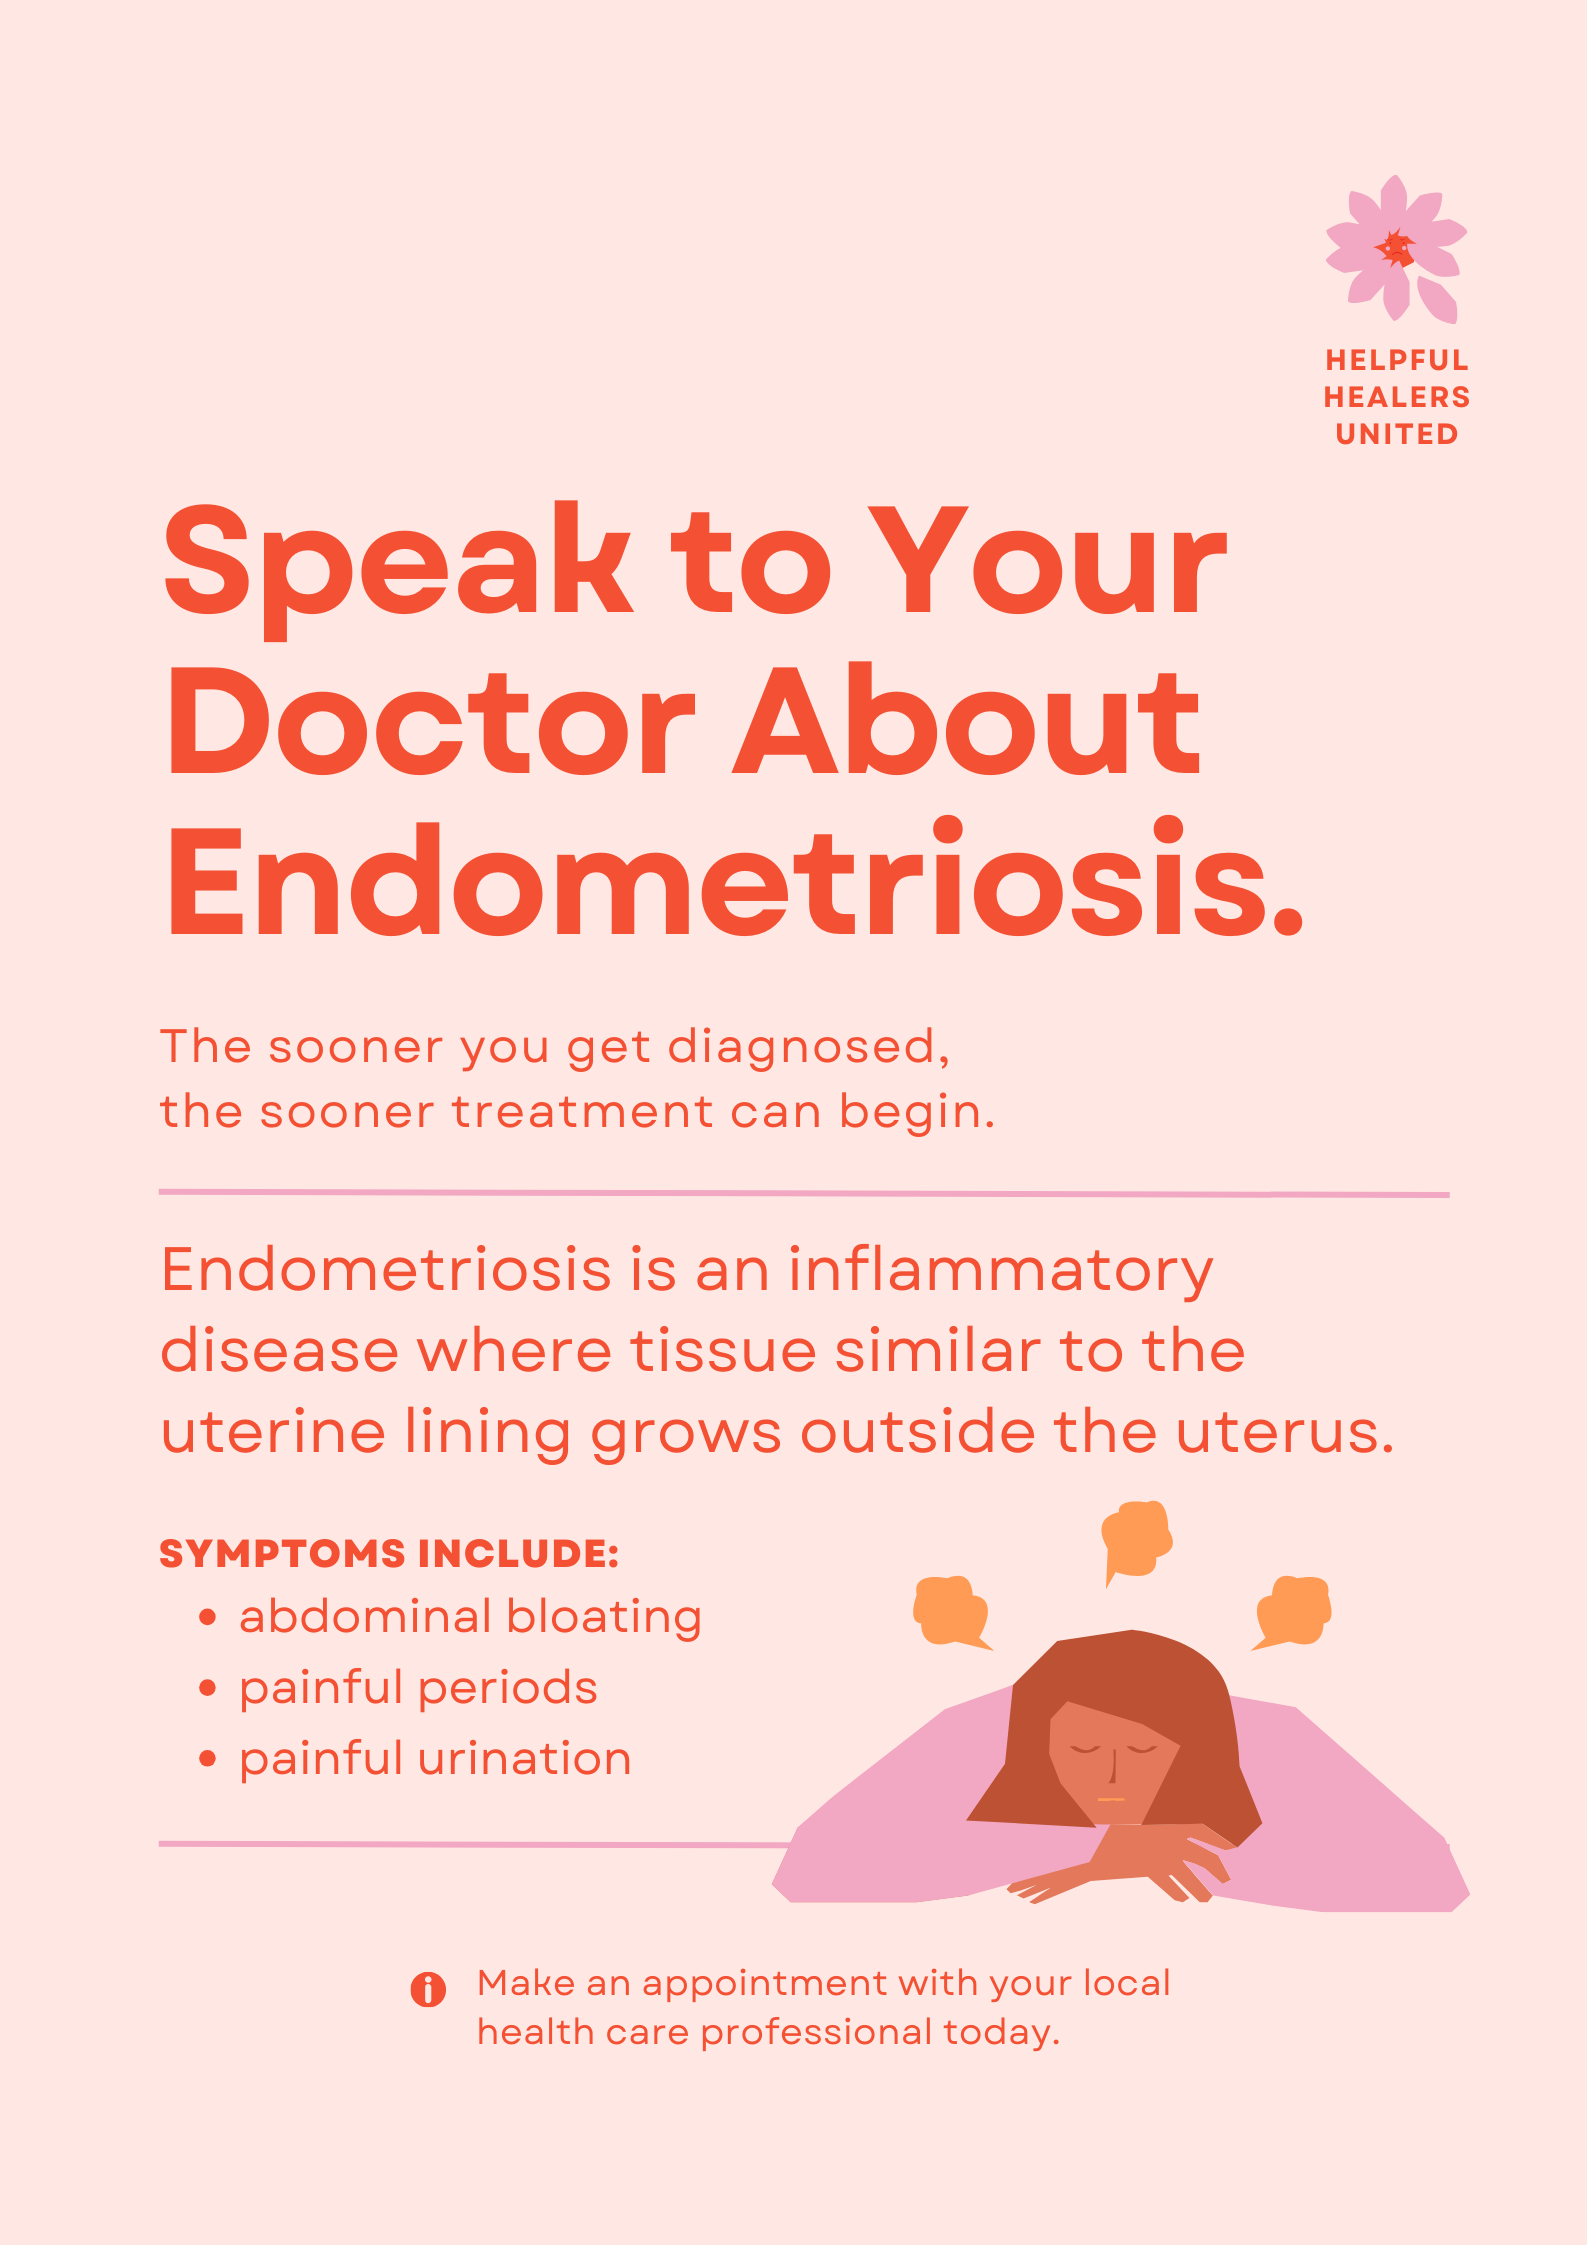 HELPFUL
HEALERS
UNITED
Speak to Your
Doctor About
Endometriosis.
The sooner you get diagnosed,
the sooner treatment can begin.
Endometriosis is an inflammatory
disease where tissue similar to the
uterine lining grows outside the uterus.
SYMPTOMS INCLUDE:
• abdominal bloating
• painful periods
• painful urination
Make an appointment with your local
health care professional today.